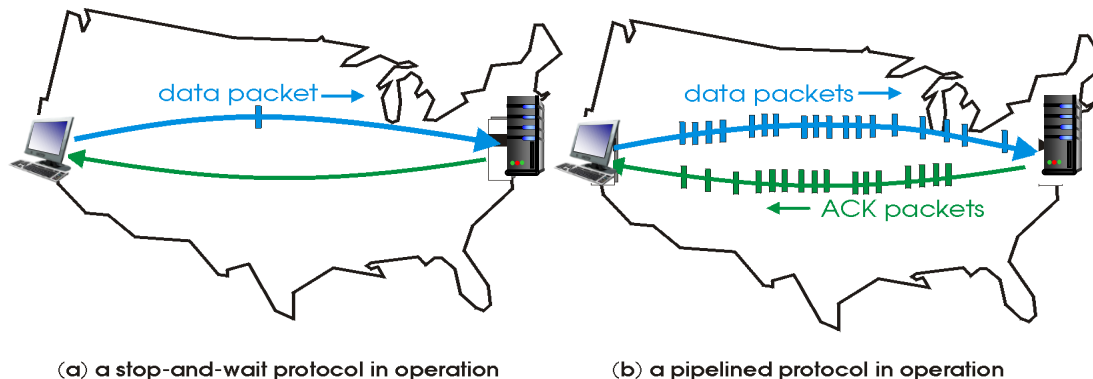 data packet
data packets
ACK packets
(a) a stop-and-wait protocol in operation
(b) a pipelined protocol in operation